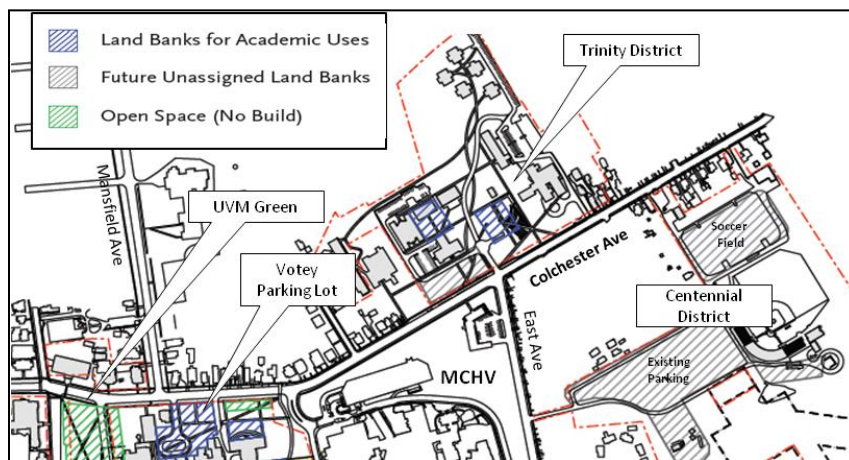 Land Banks for Academic Uses
Future Unassigned Land Banks
Open Space (No Build)
Trinity District
Mansfield Ave
UVM Green
Votey
Parking Lot
Colchester Ave
Soccer
Field
East Ave
Centennial
District
MCHV
Existing
Parking